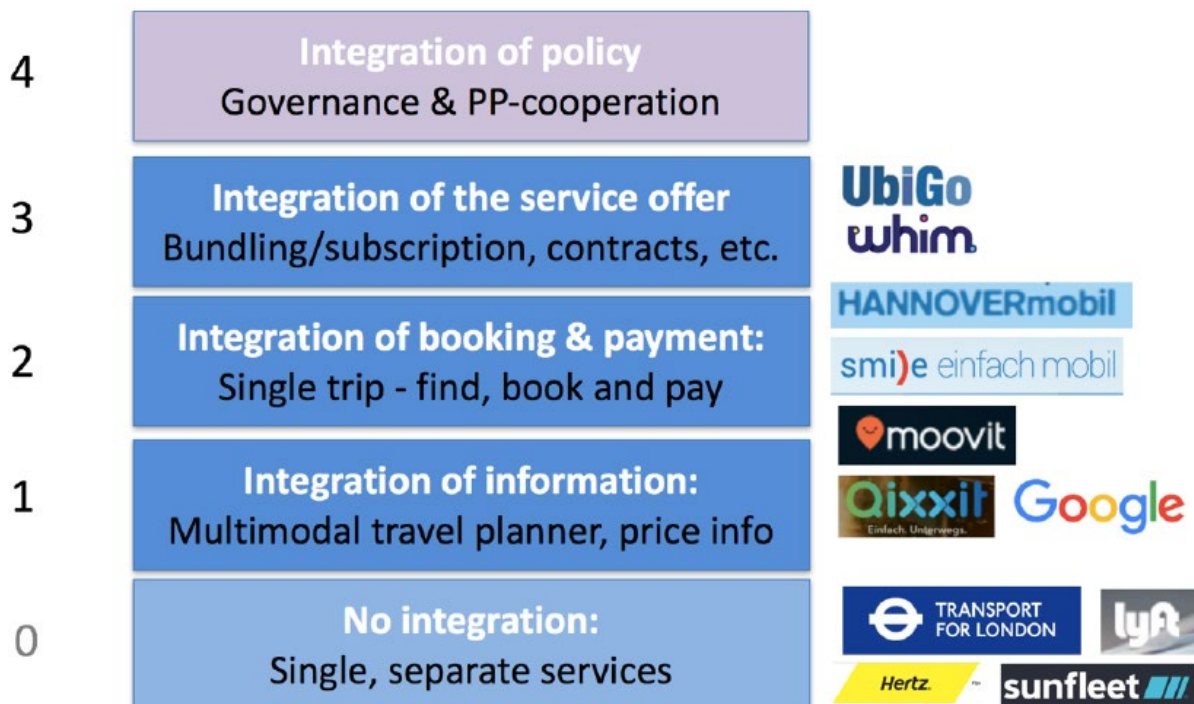 4
Integration of policy
Governance & PP-cooperation
3
Integration of the service offer
Bundling/subscription, contracts, etc.
UbiGo
whim
2
Integration of booking & payment:
Single trip - find, book and pay
HANNOVERmobil
smi)e einfach mobil
1
Integration of information:
Multimodal travel planner, price info
moovit
Qixxit
Einfach. Unterwegs.
Google
0
No integration:
Single, separate services
TRANSPORT
FOR LONDON
lyft
Hertz.
sunfleet